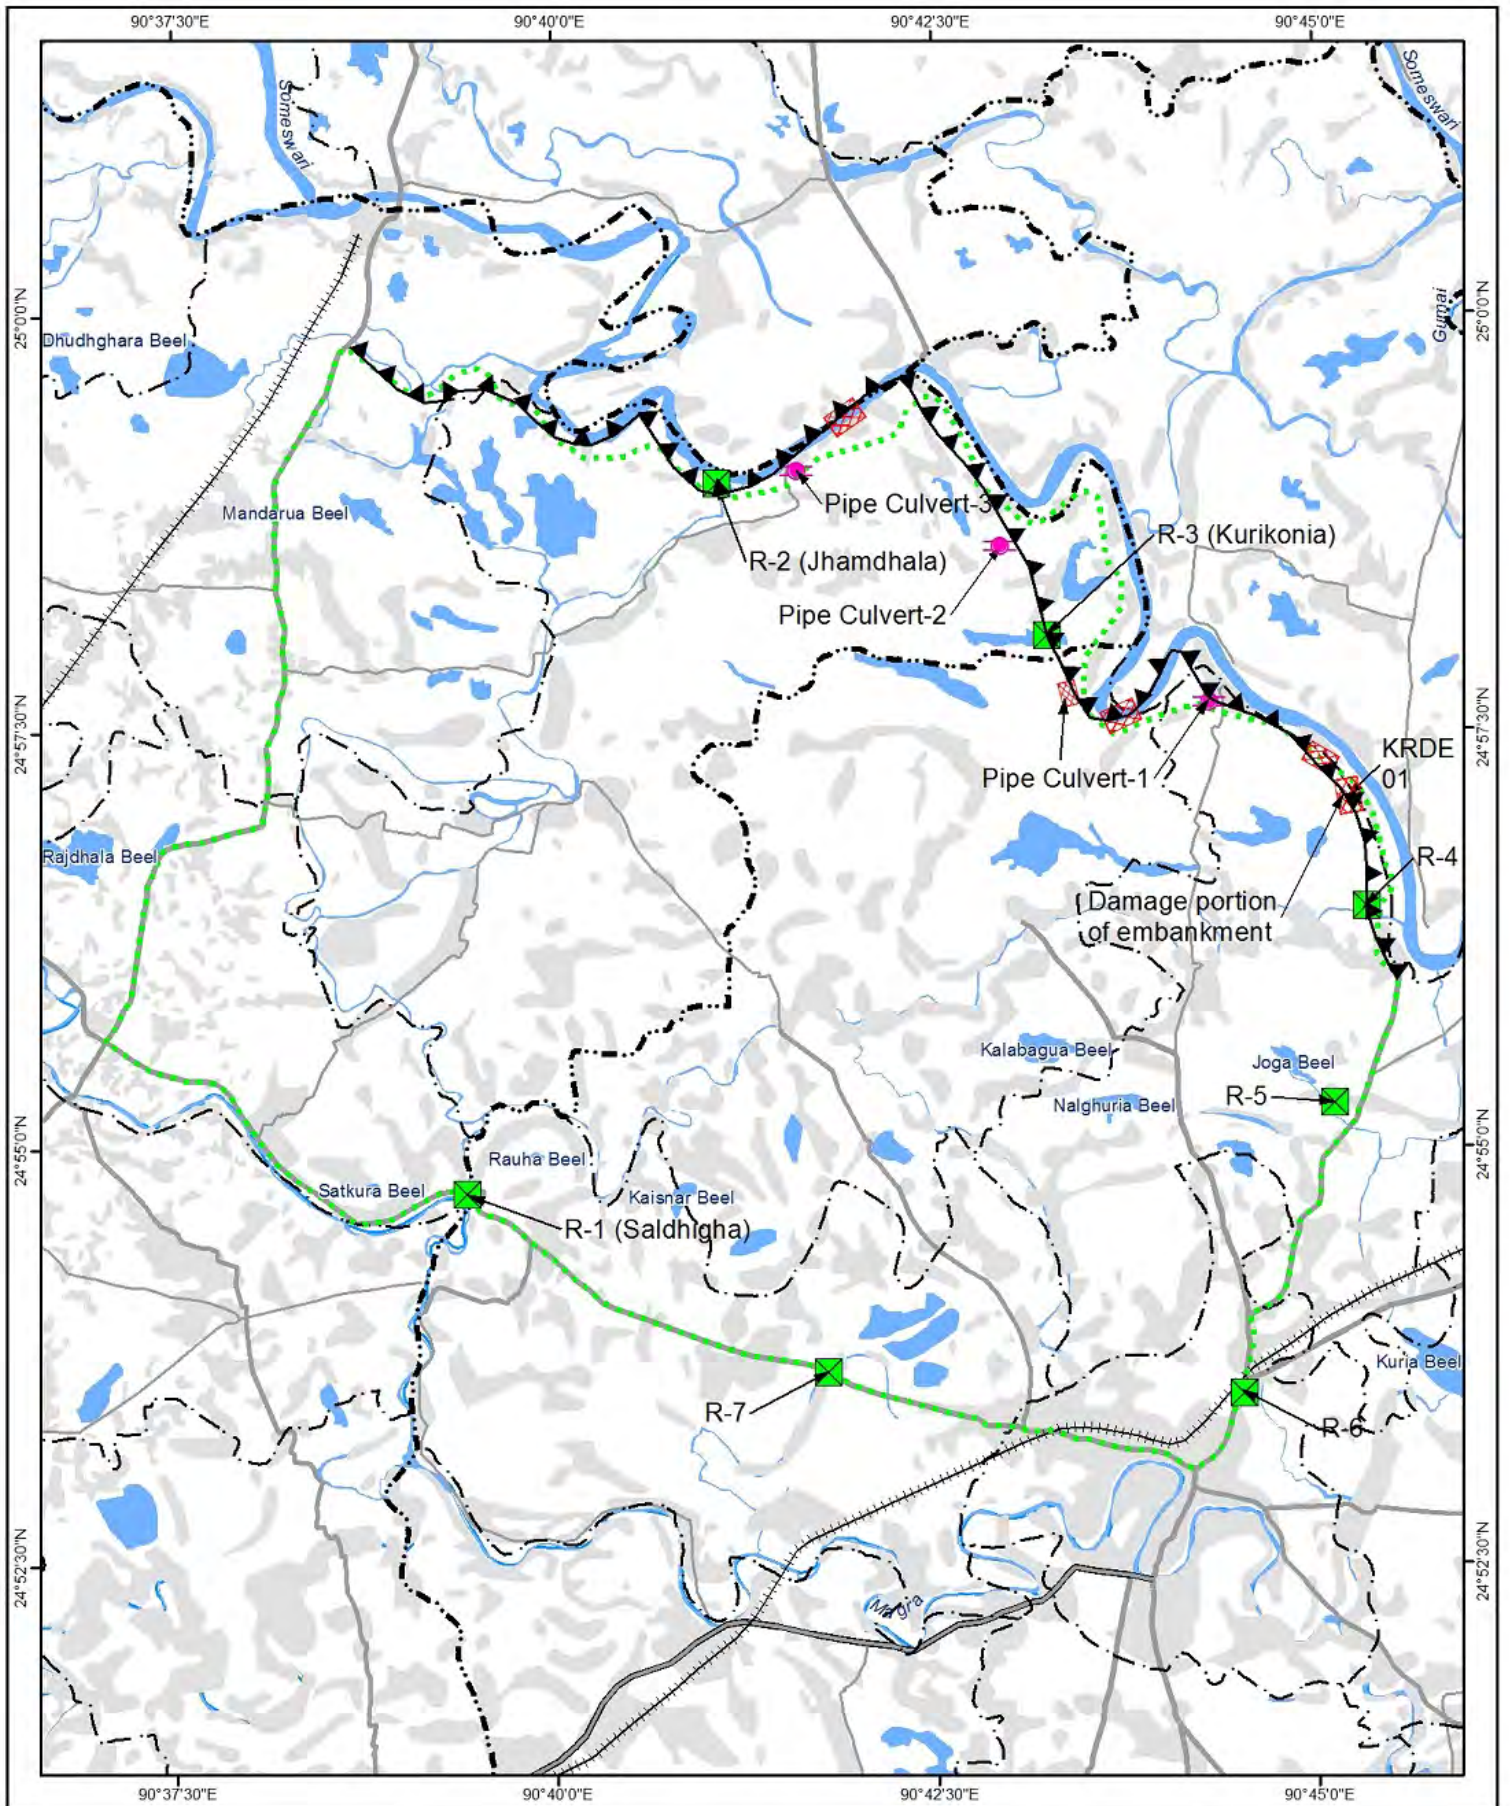 90°37'30"E
90°40'0"E
90°42'30"E
90°45'0"E
Someswari
Someswari
25°0'0"N
25°0'0"N
Gumai
Dhudhghara Beel
Mandarua Beel
Pipe Culvert-3
R-3 (Kurikonia)
R-2 (Jhamdhala)
Pipe Culvert-2
24°57'30"N
24°57'30"N
KRDE
01
Pipe Culvert-1
Rajdhala Beel
R-4
Damage portion
of embankment
Kalabagua Beel
Joga Beel
R-5
Nalghuria Beel
24°55'0"N
24°55'0"N
Rauha Beel
Satkura Beel
Kaisnar Beel
R-1 (Saldhigha)
Kuria Beel
R-7
R-6
24°52'30"N
24°52'30"N
Magra
90°37'30"E
90°40'0"E
90°42'30"E
90°45'0"E